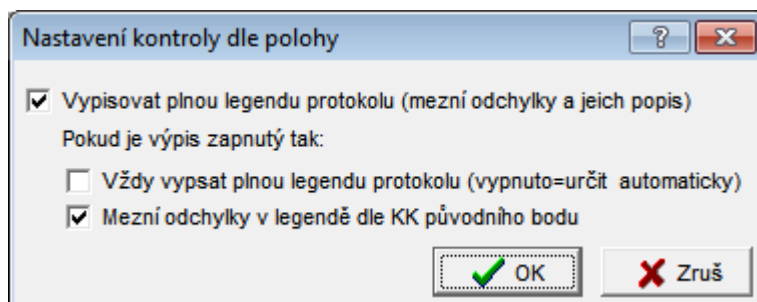 Nastavení kontroly dle polohy
Vypisovat plnou legendu protokolu (mezní odchylky a jeich popis)
Pokud je výpis zapnutý tak:
Vždy vypsat plnou legendu protokolu (vypnuto=určit automaticky)
Mezní odchylky v legendě dle KK původního bodu
OK
Zruš